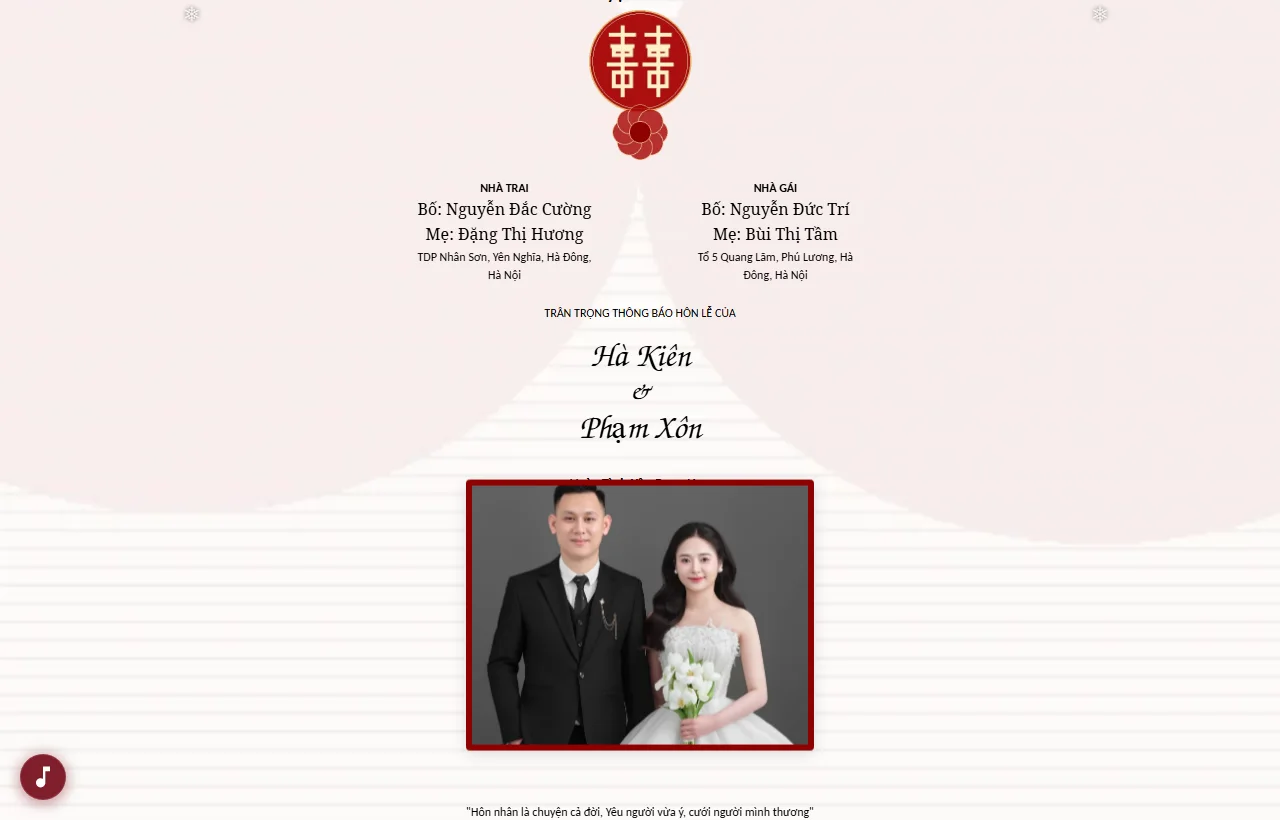 囍
NHÀ TRAI
Bố: Nguyễn Đắc Cường
Mẹ: Đặng Thị Hương
TDP Nhân Sơn, Yên Nghĩa, Hà Đông,
Hà Nội
NHÀ GÁI
Bố: Nguyễn Đức Trí
Mẹ: Bùi Thị Tằm
Tổ 5 Quang Lãm, Phú Lương, Hà
Đông, Hà Nội
TRÂN TRỌNG THÔNG BÁO HÔN LỄ CỦA
Hà Kiên
&
Phạm Xôn
"Hôn nhân là chuyện cả đời, Yêu người vừa ý, cưới người mình thương"